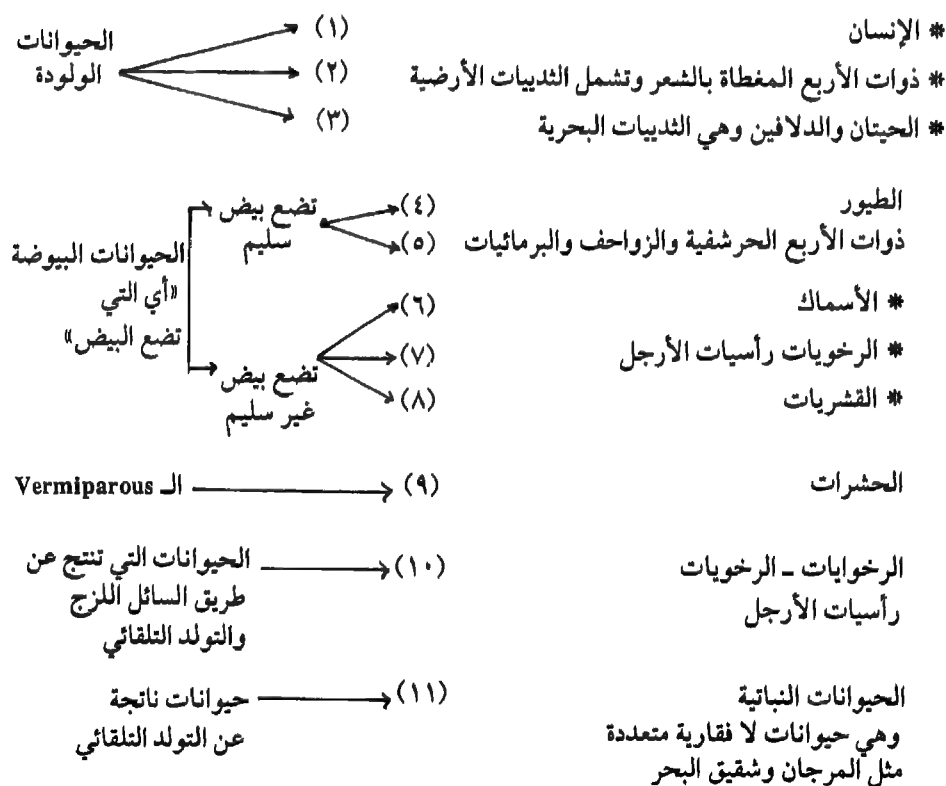 * الإنسان (١) الحيوانات
* ذوات الأربع المغطاة بالشعر وتشمل الثدييات الأرضية (٢) الولودة
* الحيتان والدلافين وهي الثدييات البحرية (٣)
الطيور (٤) تضع بيض
ذوات الأربع الحرشفية والزواحف والبرمائيات (٥) سليم
الحيوانات البيوضة
«أي التي
تضع البيض»
* الأسماك (٦)
* الرخويات رأسيات الأرجل (٧) تضع بيض
* القشريات (٨) غير سليم
الحشرات (٩) الـ Vermiparous
الرخوايات ــ الرخويات (١٠) الحيوانات التي تنتج عن
رأسيات الأرجل طريق السائل اللزج
والتولد التلقائي
الحيوانات النباتية (١١) حيوانات ناتجة
وهي حيوانات لا فقارية متعددة عن التولد التلقائي
مثل المرجان وشقيق البحر